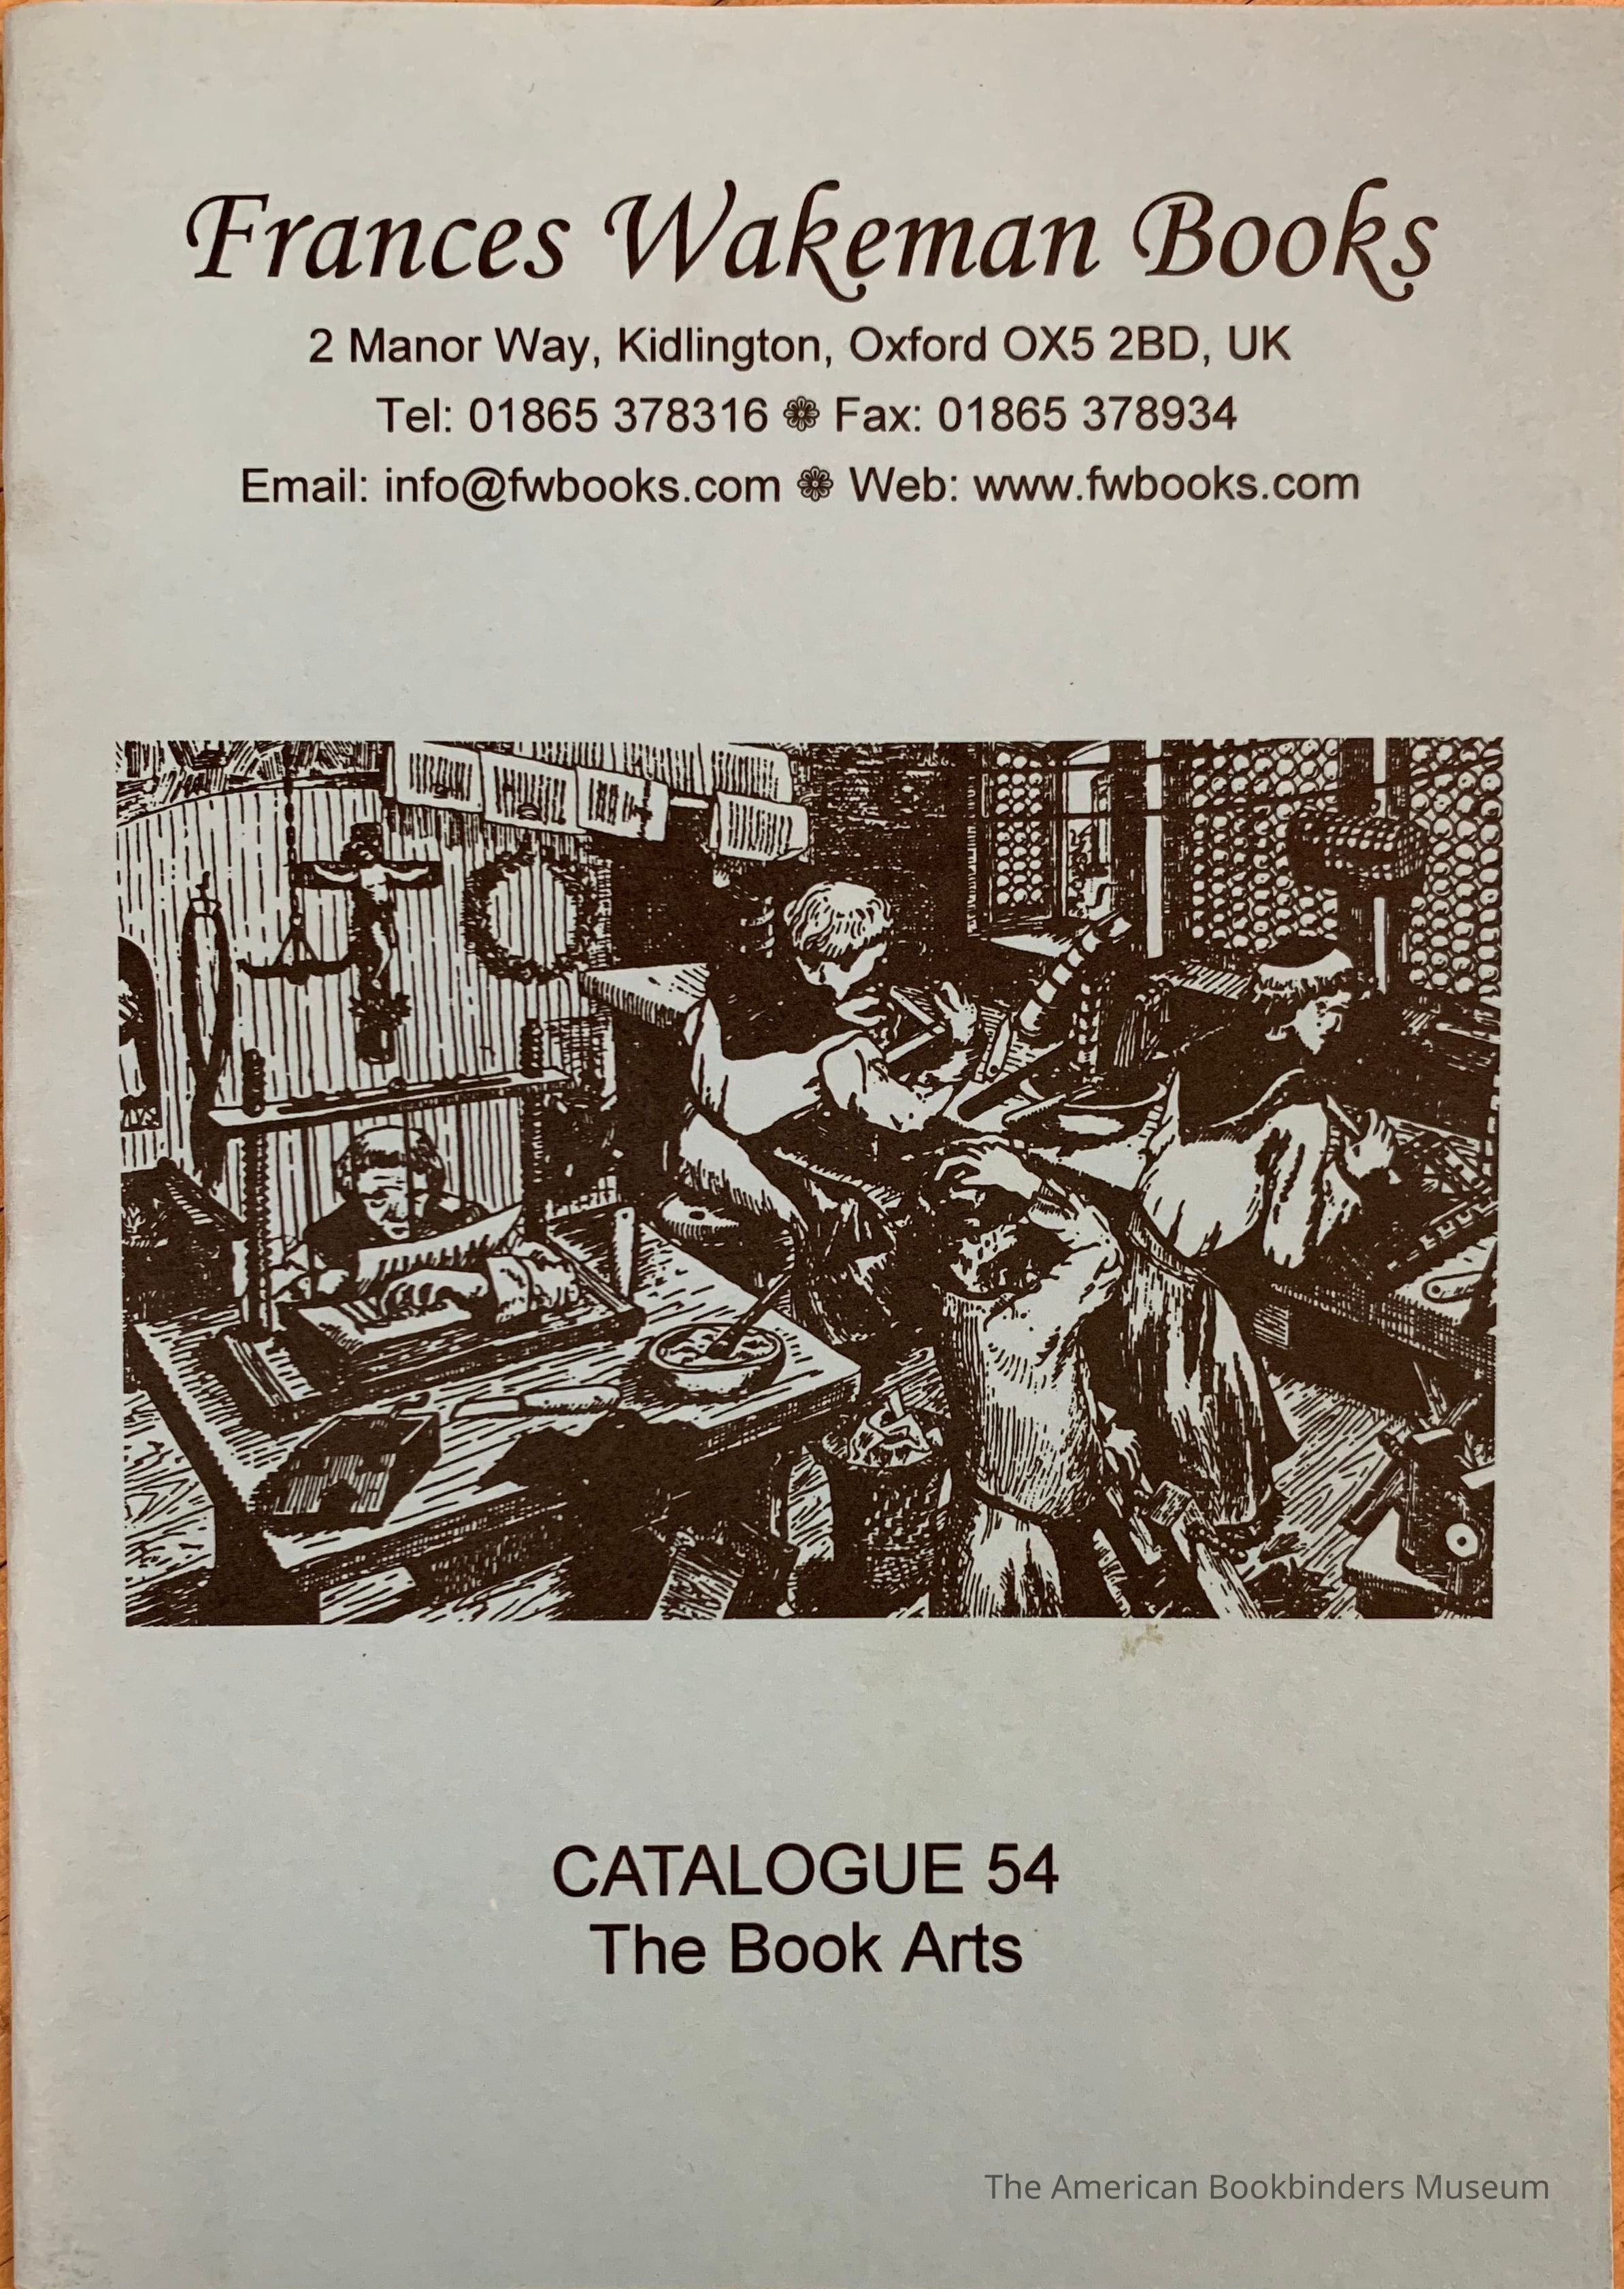 Frances Wakeman Books
2 Manor Way, Kidlington, Oxford OX5 2BD, UK
Tel: 01865 378316 ❁ Fax: 01865 378934
Email: info@fwbooks.com ❁ Web: www.fwbooks.com
CATALOGUE 54
The Book Arts
The American Bookbinders Museum